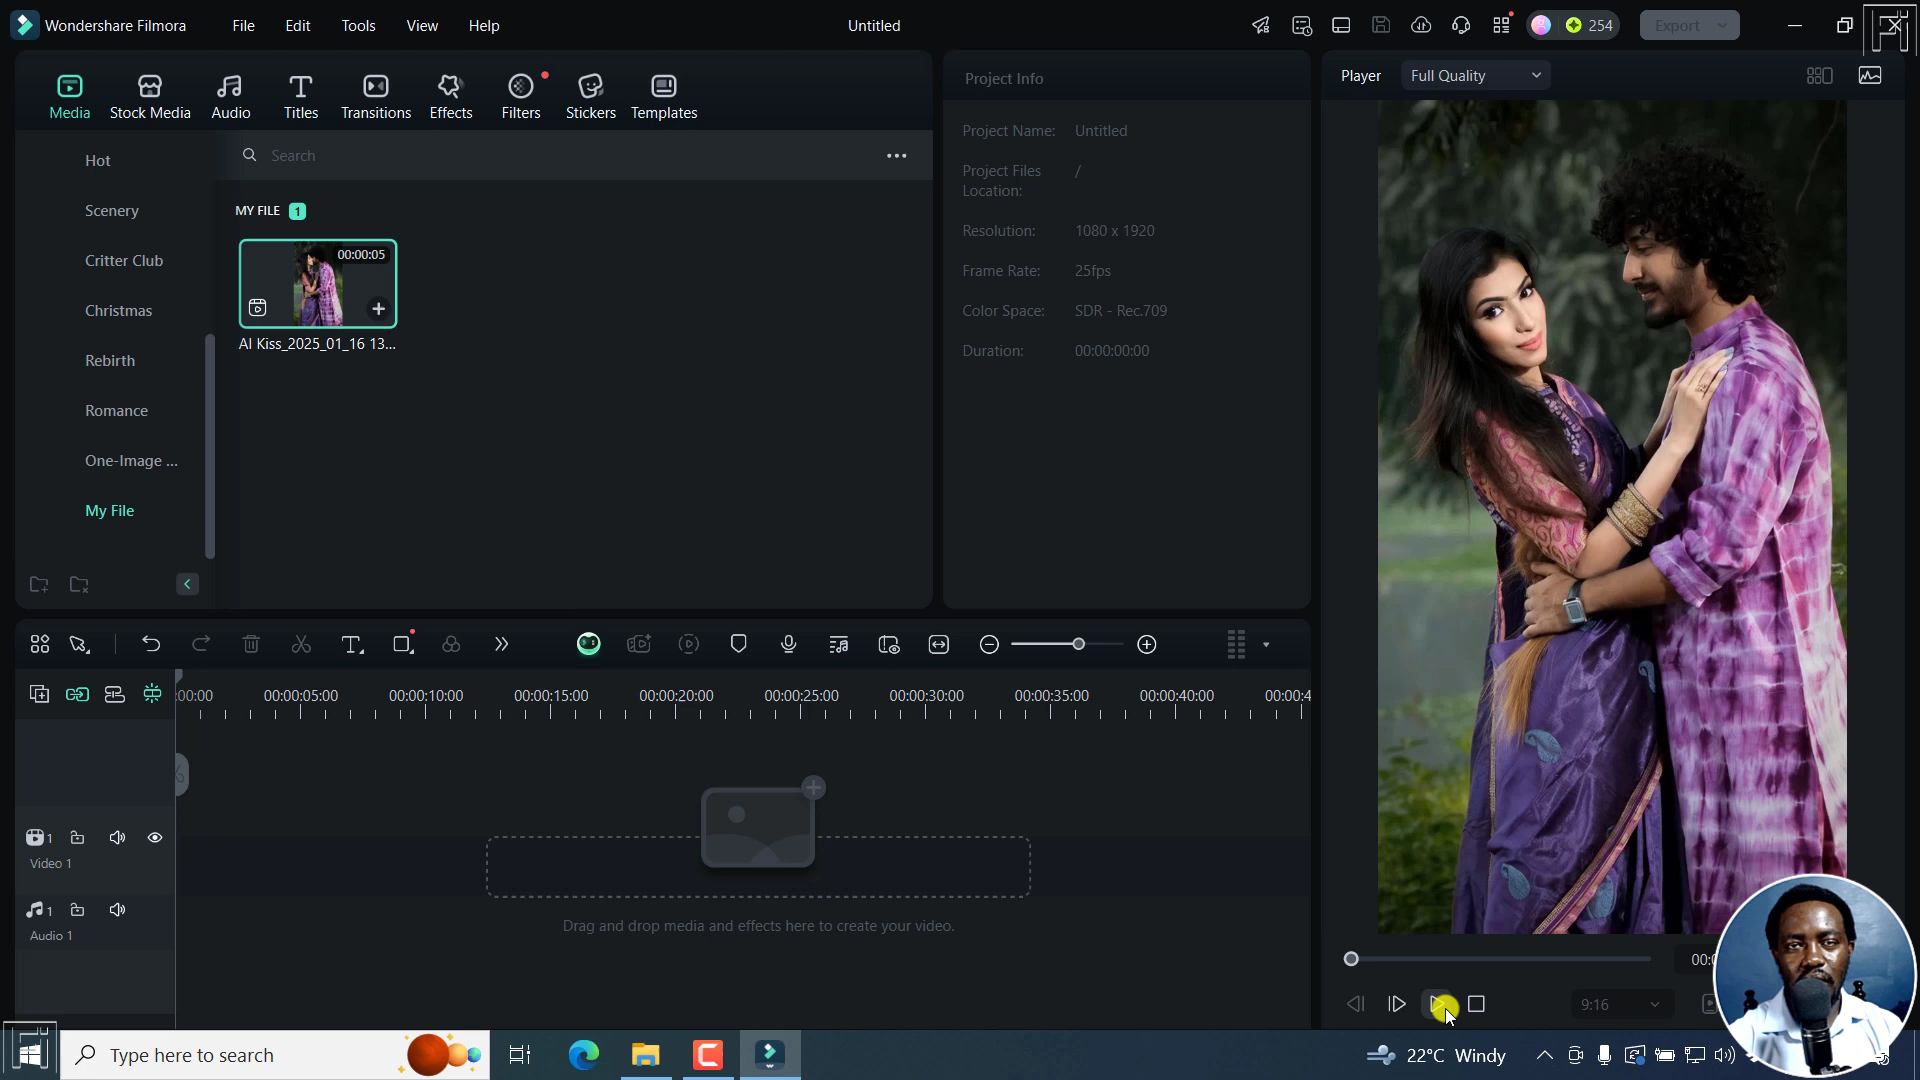 Wondershare Filmora
File
Edit
Tools
View
Help
Untitled
254
Export
Media
Stock Media
Audio
Titles
Transitions
Effects
Filters
Stickers
Templates
Hot
Scenery
Critter Club
Christmas
Rebirth
Romance
One-Image ...
My File
Search
MY FILE 1
00:00:05
AI Kiss_2025_01_16 13...
Project Info
Project Name: Untitled
Project Files Location: /
Resolution: 1080 x 1920
Frame Rate: 25fps
Color Space: SDR - Rec.709
Duration: 00:00:00:00
Player
Full Quality
9:16
:00:00
00:00:05:00
00:00:10:00
00:00:15:00
00:00:20:00
00:00:25:00
00:00:30:00
00:00:35:00
00:00:40:00
00:00:4
1
Video 1
1
Audio 1
Drag and drop media and effects here to create your video.
Type here to search
22°C Windy